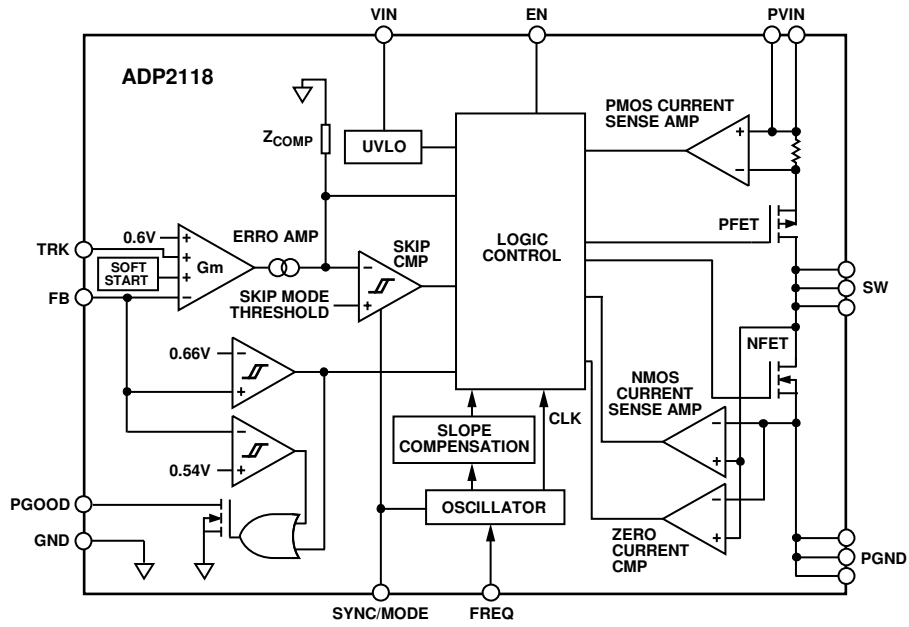 VIN
EN
PVIN
ADP2118
PMOS CURRENT
SENSE AMP
+
−
ZCOMP
UVLO
PFET
LOGIC
CONTROL
TRK
0.6V
+
+
+
−
Gm
ERRO AMP
SOFT
START
FB
SKIP
CMP
−
+
SKIP MODE
THRESHOLD
SW
NFET
0.66V
−
+
NMOS
CURRENT
SENSE AMP
−
+
CLK
SLOPE
COMPENSATION
−
+
0.54V
OSCILLATOR
−
+
ZERO
CURRENT
CMP
PGOOD
GND
PGND
SYNC/MODE
FREQ